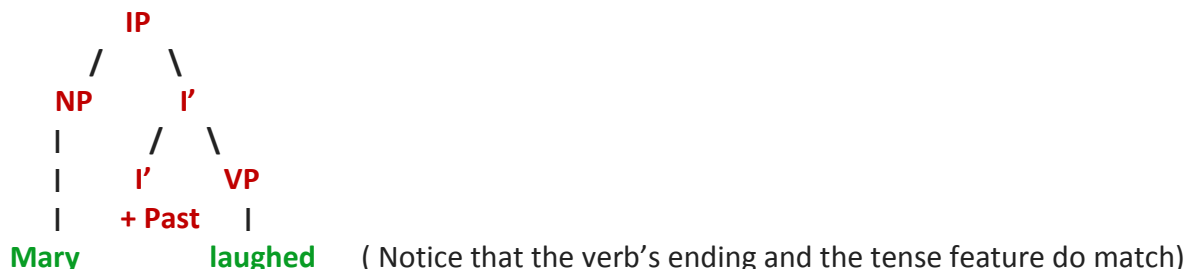 IP
/ \
NP I’
I / \
I I’ VP
I + Past I
Mary laughed ( Notice that the verb’s ending and the tense feature do match)